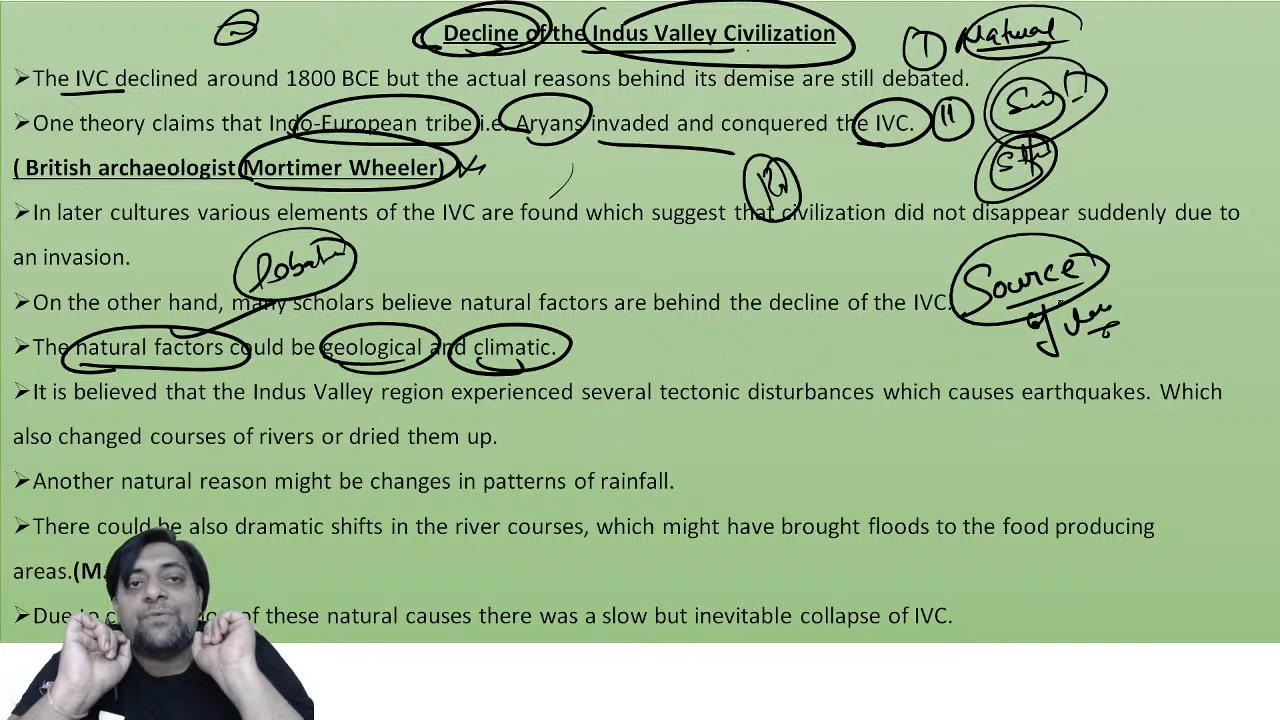 Decline of the Indus Valley Civilization
➢The IVC declined around 1800 BCE but the actual reasons behind its demise are still debated.
➢One theory claims that Indo-European tribe i.e. Aryans invaded and conquered the IVC.
( British archaeologist Mortimer Wheeler)
➢In later cultures various elements of the IVC are found which suggest that civilization did not disappear suddenly due to
an invasion.
➢On the other hand, many scholars believe natural factors are behind the decline of the IVC.
➢The natural factors could be geological and climatic.
➢It is believed that the Indus Valley region experienced several tectonic disturbances which causes earthquakes. Which
also changed courses of rivers or dried them up.
➢Another natural reason might be changes in patterns of rainfall.
➢There could be also dramatic shifts in the river courses, which might have brought floods to the food producing
areas.(M.
➢Due to of these natural causes there was a slow but inevitable collapse of IVC.
Natural
Source
of